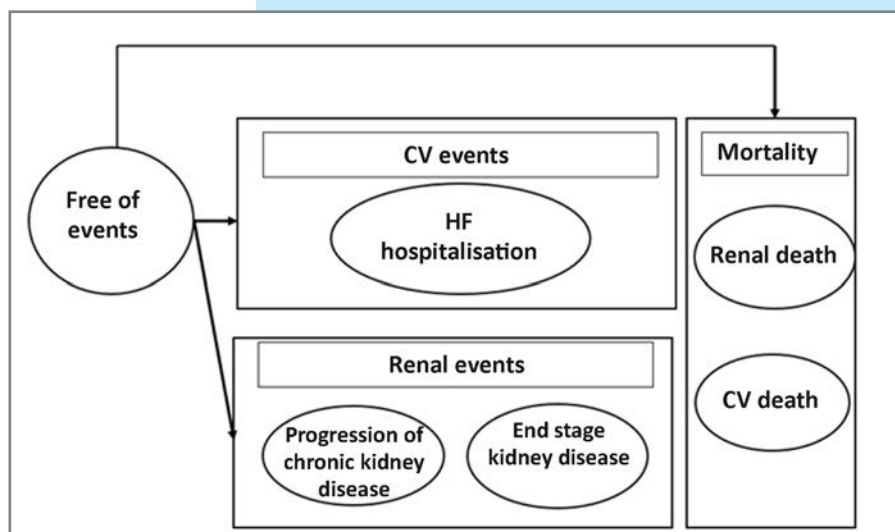 Free of
events
CV events
HF
hospitalisation
Renal events
Progression of
chronic kidney
disease
End stage
kidney disease
Mortality
Renal death
CV death